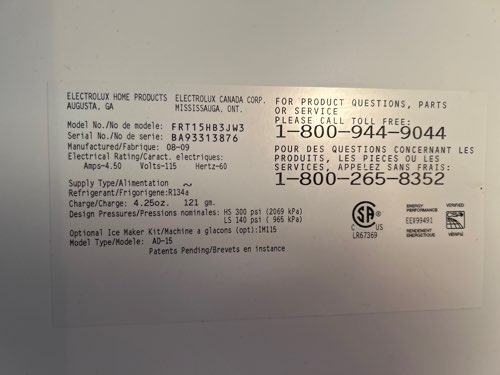 ELECTROLUX HOME PRODUCTS
AUGUSTA, GA
ELECTROLUX CANADA CORP.
MISSISSAUGA, ONT.
Model No./No de modele: FRT15HB3JW3
Serial No./No de serie: BA93313876
Manufactured/Fabrique: 08-09
Electrical Rating/Caract. electriques:
Amps-4.50 Volts-115 Hertz-60
Supply Type/Alimentation ~
Refrigerant/Frigorigene:R134a
Charge/Charge: 4.25oz. 121 gm.
Design Pressures/Pressions nominales: HS 300 psi (2069 kPa)
LS 140 psi ( 965 kPa)
Optional Ice Maker Kit/Machine a glacons (opt):IM115
Model Type/Modele: AD-15
Patents Pending/Brevets en instance
FOR PRODUCT QUESTIONS, PARTS
OR SERVICE
PLEASE CALL TOLL FREE:
1-800-944-9044
POUR DES QUESTIONS CONCERNANT LES
PRODUITS, LES PIECES OU LES
SERVICES, APPELEZ SANS FRAIS:
1-800-265-8352
SA
C US
LR67369
ENERGY
PERFORMANCE
VERIFIED
EEV99491
RENDEMENT
ENERGETIQUE
VERIFIE